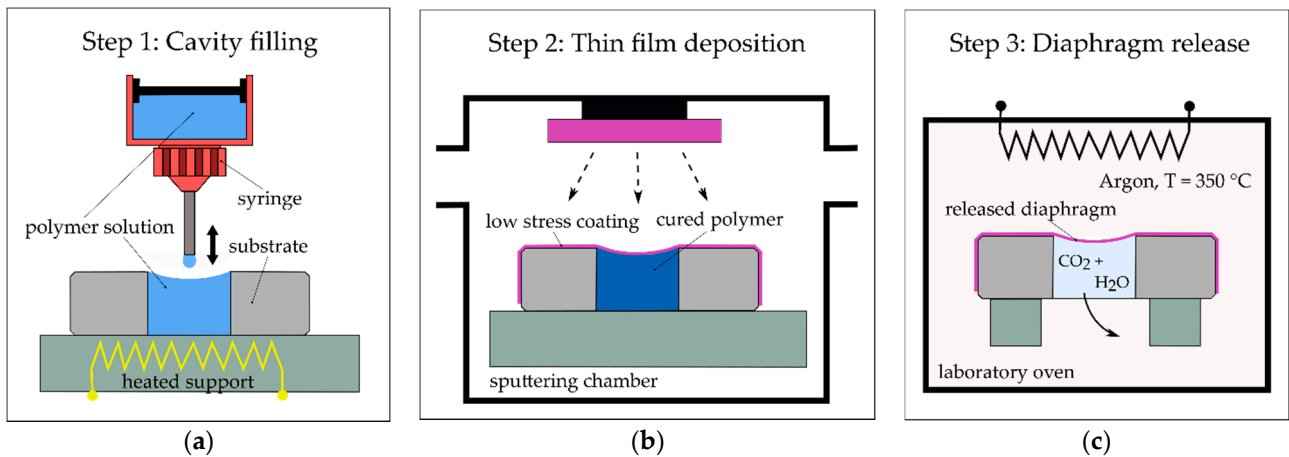 Step 1: Cavity filling
syringe
polymer solution
substrate
heated support
(a)
Step 2: Thin film deposition
low stress coating
cured polymer
sputtering chamber
(b)
Step 3: Diaphragm release
Argon, T = 350 °C
released diaphragm
CO₂ +
H₂O
laboratory oven
(c)